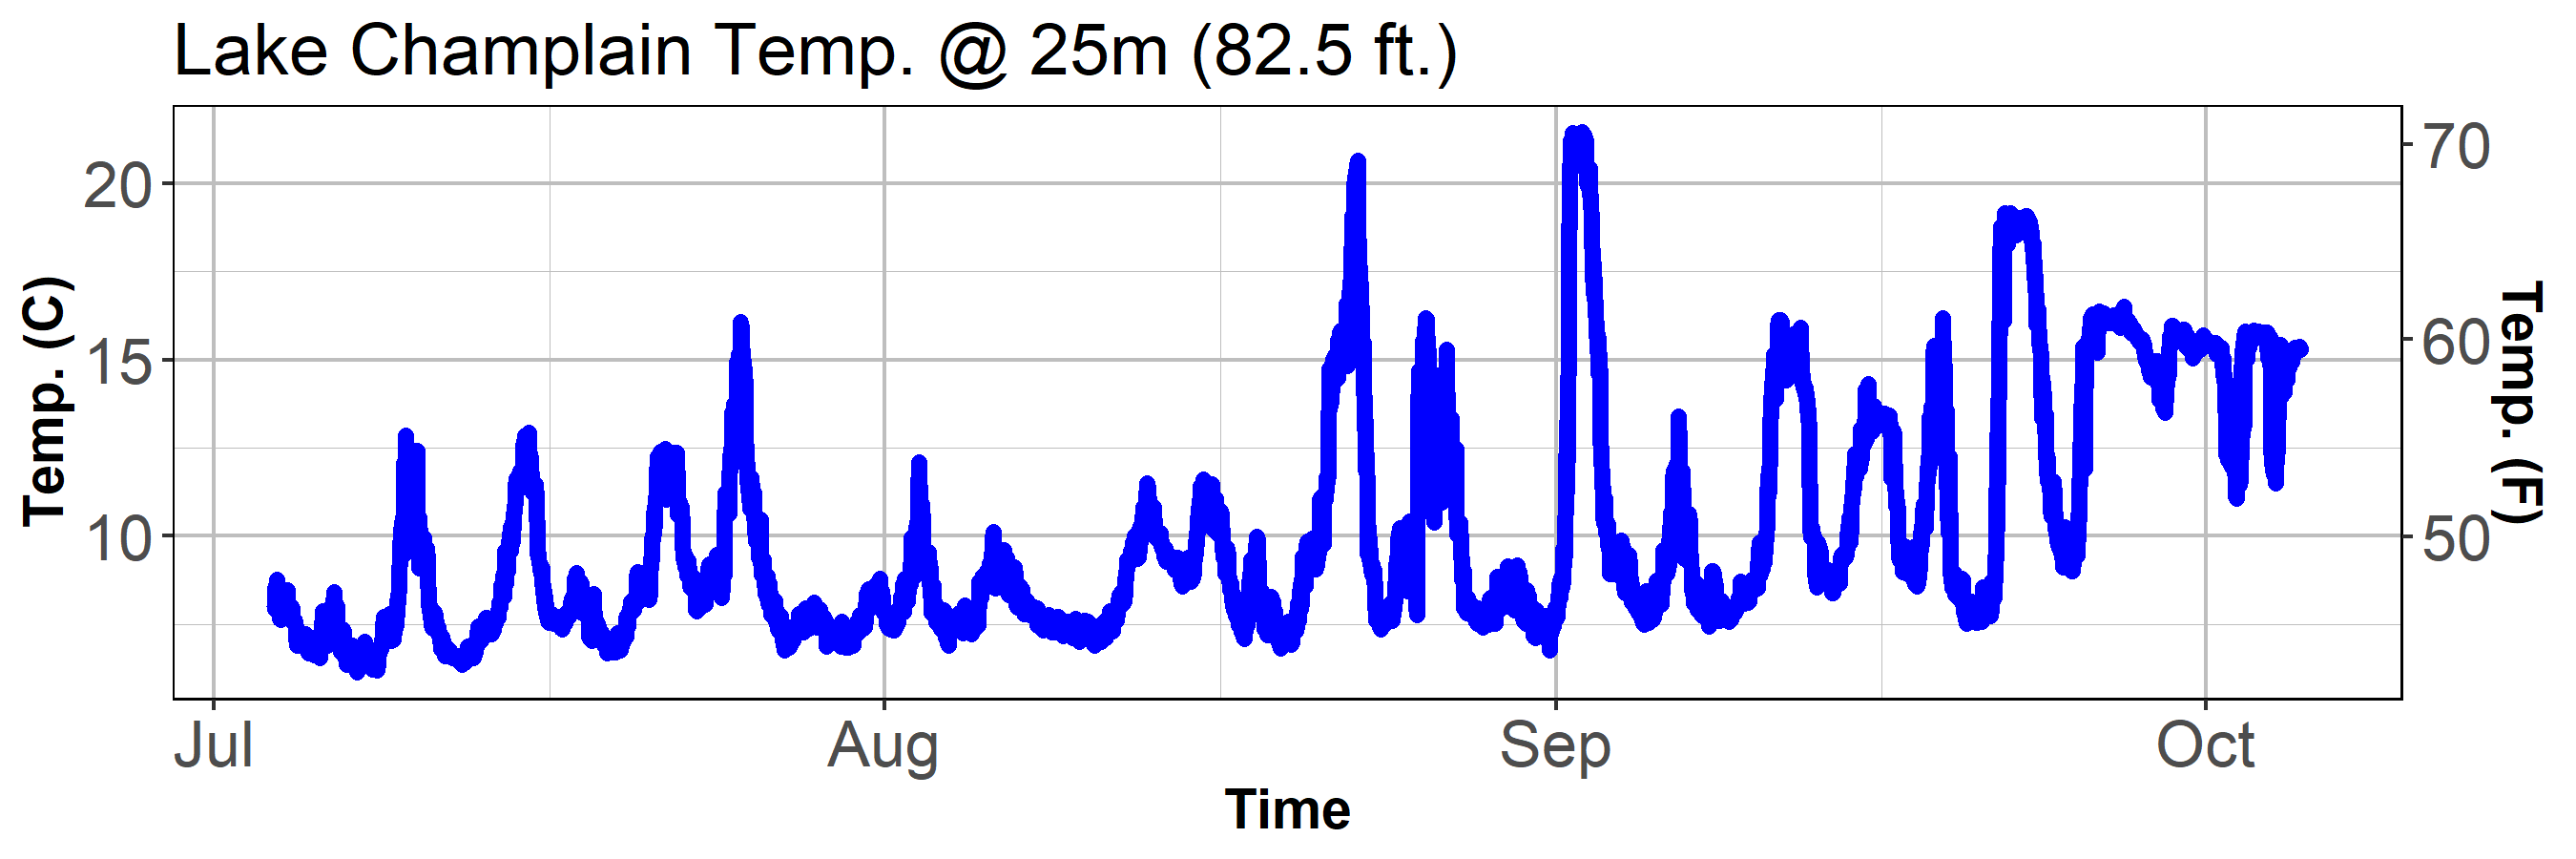 Lake Champlain Temp. @ 25m (82.5 ft.)
Temp. (C)
20
15
10
70
60
50
Temp. (F)
Jul Aug Sep Oct
Time